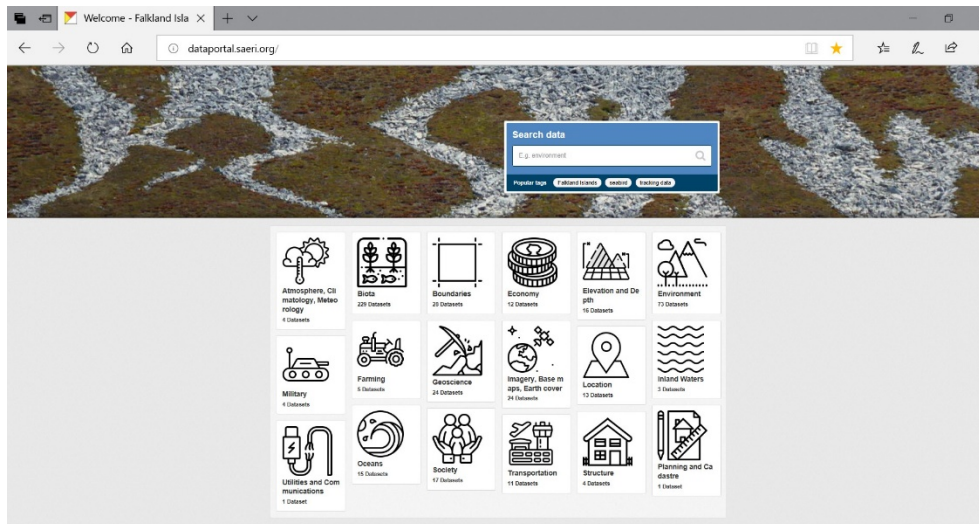 Welcome - Falkland Isla
dataportal.saeri.org/
Search data
E.g. environment
Popular tags Falkland Islands seabird tracking data
Atmosphere, Cli
matology, Meteo
rology
4 Datasets
Biota
229 Datasets
Boundaries
28 Datasets
Economy
12 Datasets
Elevation and De
pth
16 Datasets
Environment
73 Datasets
Military
4 Datasets
Farming
6 Datasets
Geoscience
24 Datasets
Imagery, Base m
aps, Earth cover
24 Datasets
Location
13 Datasets
Inland Waters
3 Datasets
Utilities and Com
munications
1 Dataset
Oceans
15 Datasets
Society
17 Datasets
Transportation
11 Datasets
Structure
4 Datasets
Planning and Ca
dastre
1 Dataset